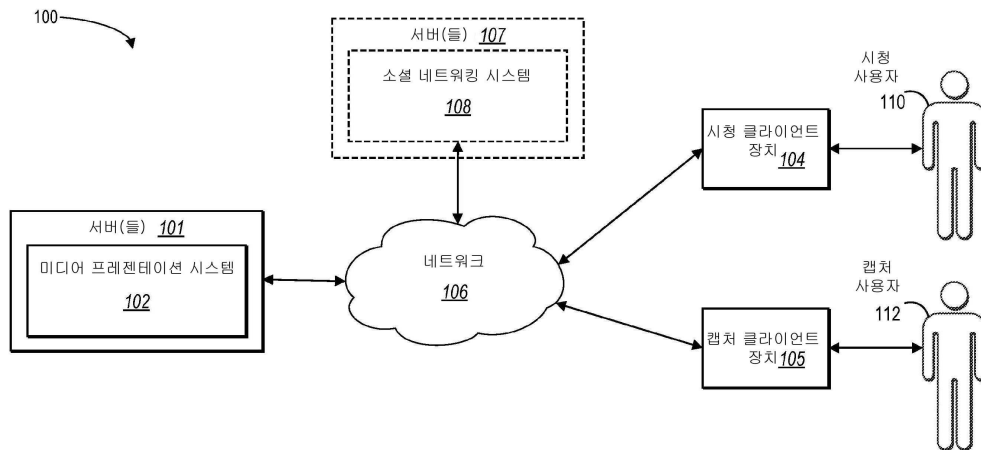 100
서버(들) 107
소셜 네트워킹 시스템
108
시청
사용자
110
시청 클라이언트
장치 104
서버(들) 101
미디어 프레젠테이션 시스템
102
네트워크
106
캡처
사용자
112
캡처 클라이언트
장치 105